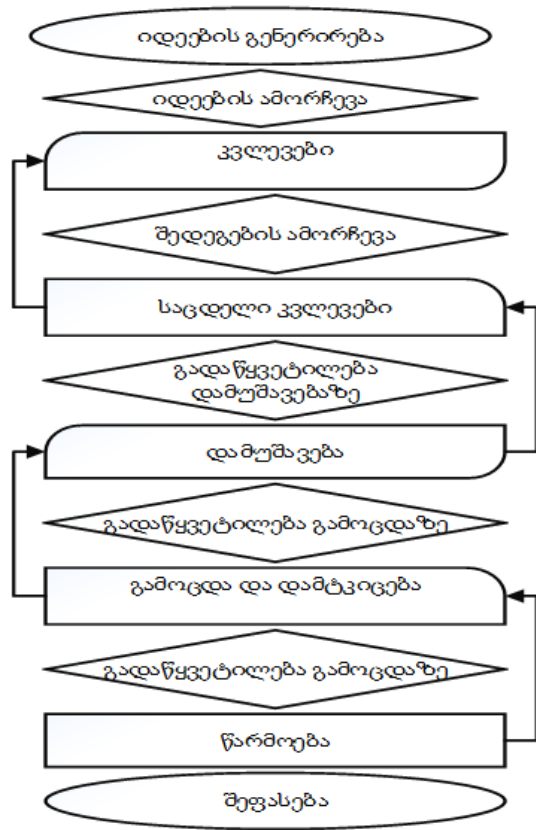 იდეების გენერირება
იდეების ამორჩევა
კვლევები
შედეგების ამორჩევა
საცდელი კვლევები
გადაწყვეტილება
დამუშავებაზე
დამუშავება
გადაწყვეტილება გამოცდაზე
გამოცდა და დამტკიცება
გადაწყვეტილება გამოცდაზე
წარმოება
შეფასება